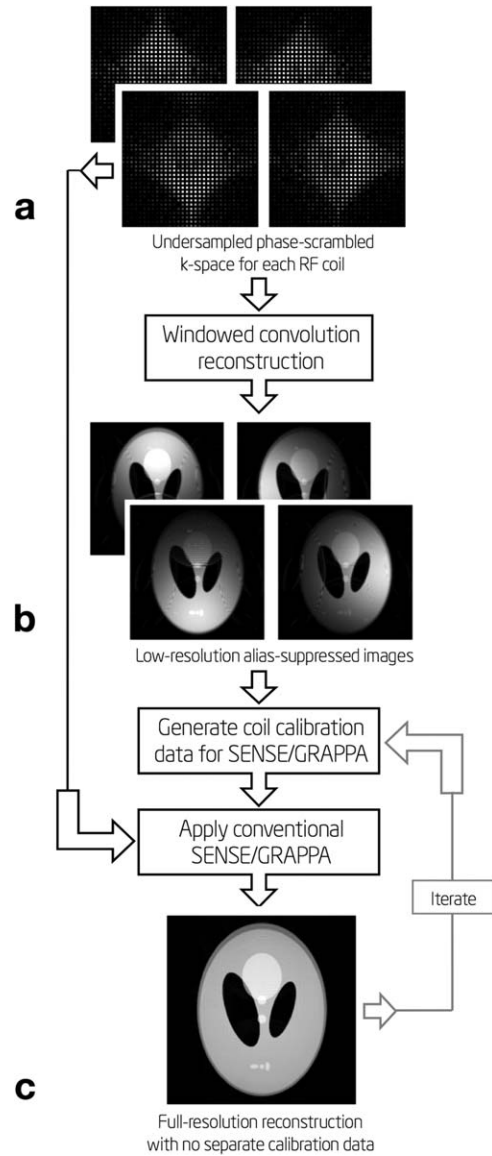 a
Undersampled phase-scrambled
k-space for each RF coil
Windowed convolution
reconstruction
b
Low-resolution alias-suppressed images
Generate coil calibration
data for SENSE/GRAPPA
Apply conventional
SENSE/GRAPPA
Iterate
c
Full-resolution reconstruction
with no separate calibration data